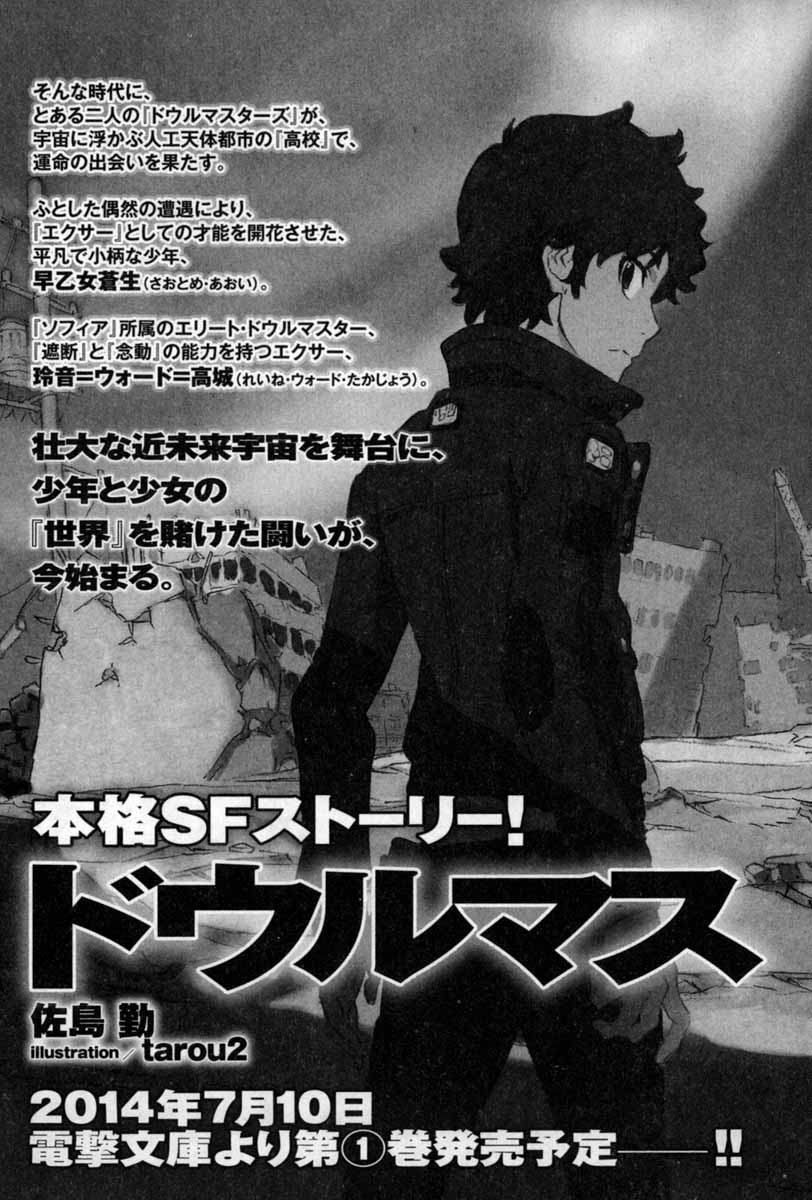 そんな時代に、
とある二人の『ドウルマスターズ』が、
宇宙に浮かぶ人工天体都市の『高校』で、
運命の出会いを果たす。
ふとした偶然の遭遇により、
『エクサー』としての才能を開花させた、
平凡で小柄な少年、
早乙女蒼生（さおとめ・あおい）。
『ソフィア』所属のエリート・ドウルマスター、
『遮断』と『念動』の能力を持つエクサー、
玲音＝ウォード＝高城（れいね・ウォード・たかじょう）。
壮大な近未来宇宙を舞台に、
少年と少女の
『世界』を賭けた闘いが、
今始まる。
本格SFストーリー！
ドウルマス
佐島 勤
illustration／tarou2
2014年7月10日
電撃文庫より第①巻発売予定――!!